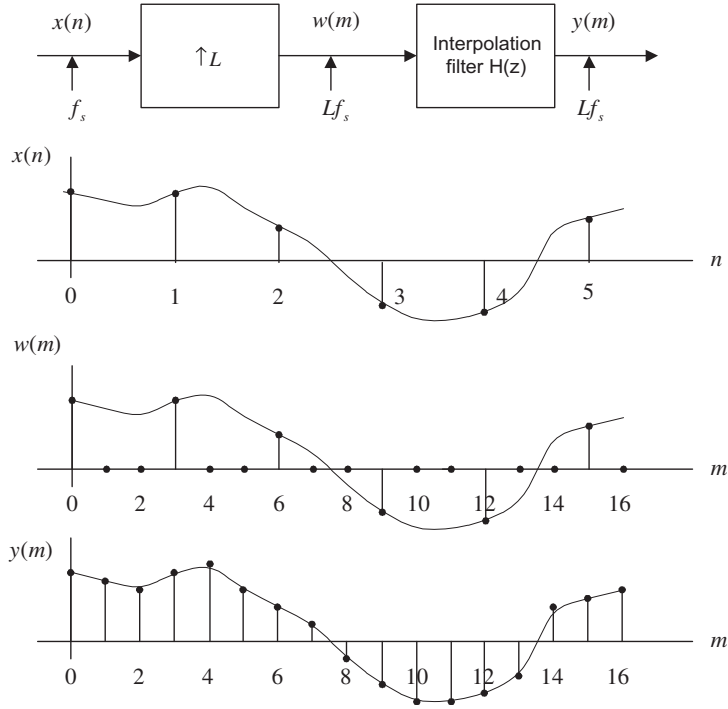 x(n) w(m) y(m)
↑L
Interpolation
filter H(z)
f_s Lf_s Lf_s
x(n)
n
0 1 2 3 4 5
w(m)
m
0 2 4 6 8 10 12 14 16
y(m)
m
0 2 4 6 8 10 12 14 16